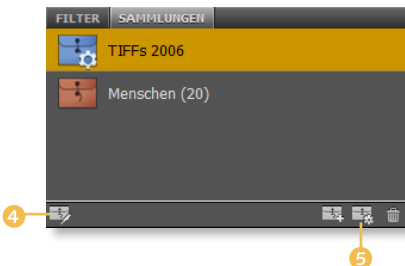 FILTER SAMMLUNGEN
TIFFs 2006
Menschen (20)
4
5